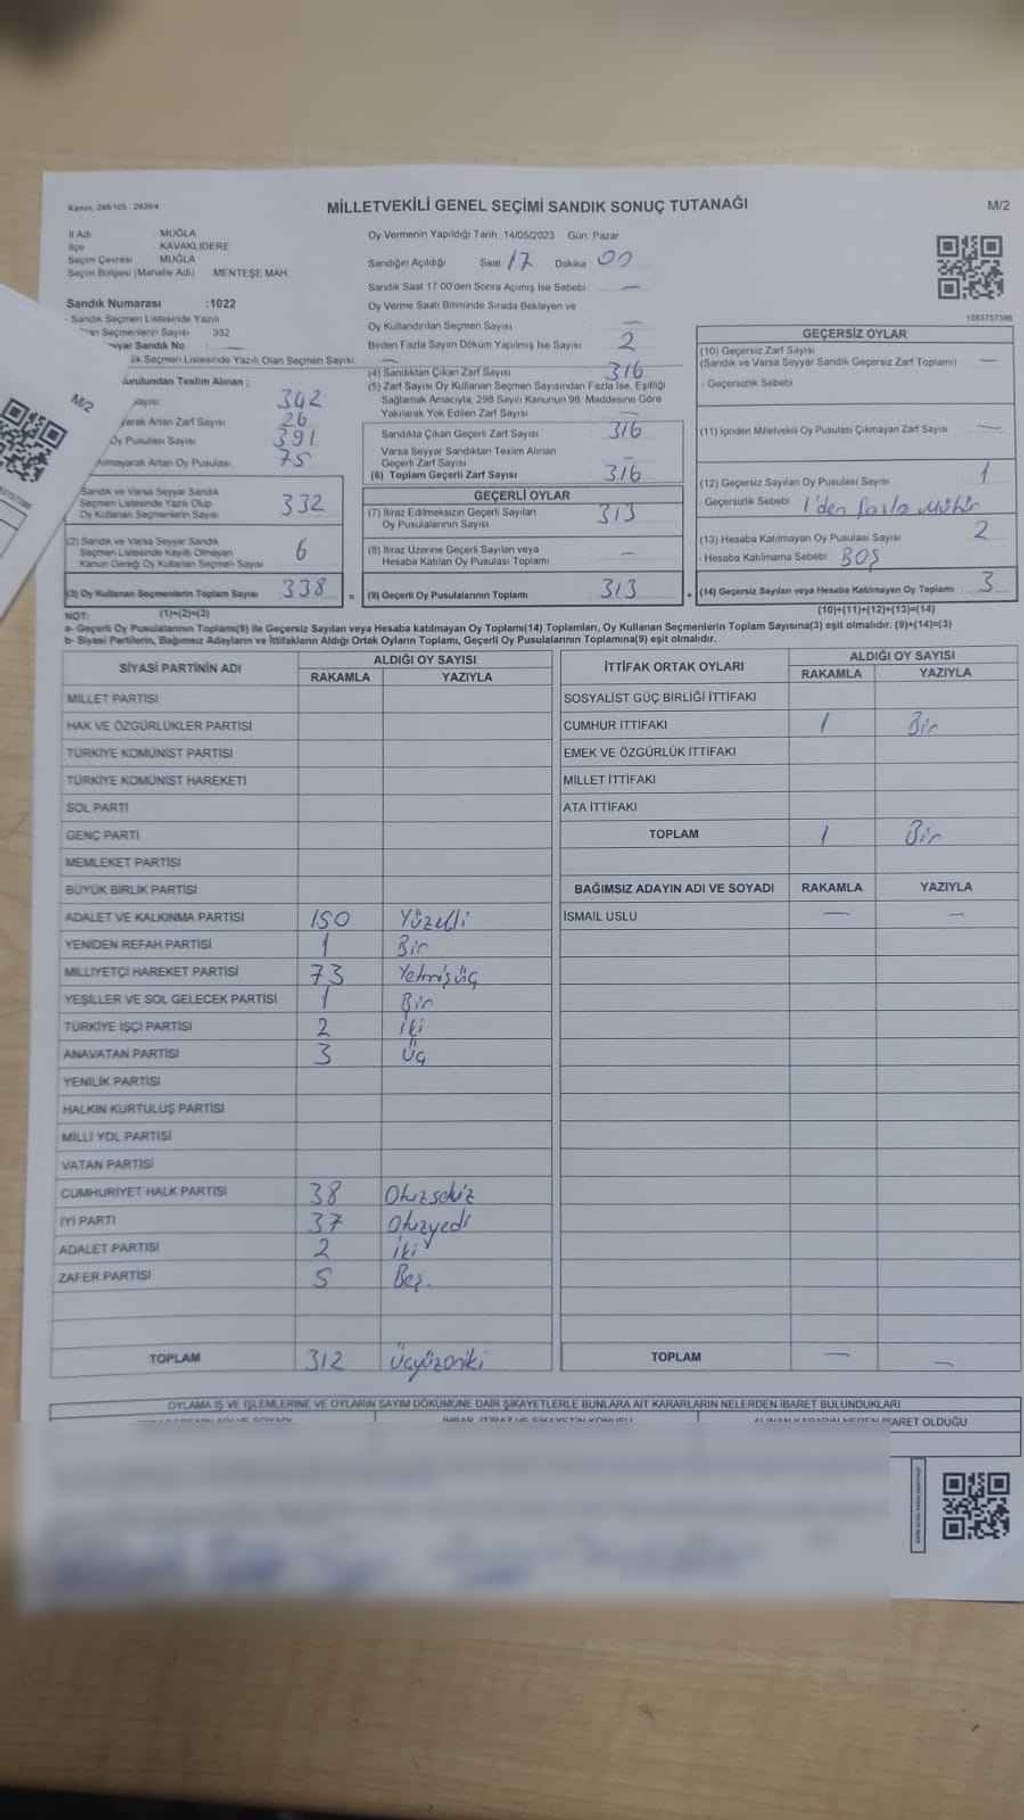 MİLLETVEKİLİ GENEL SEÇİMİ SANDIK SONUÇ TUTANAĞI
M/2
İl Adı MUĞLA
İlçe KAVAKLIDERE
Seçim Çevresi MUĞLA
Seçim Bölgesi (Mahalle Adı) MENTEŞE MAH.
Sandık Numarası :1022
- Sandık Seçmen Listesinde Yazılı
Seçmenlerin Sayısı 332
Seçmen Listesinde Yazılı Olan Seçmen Sayısı
Teslim Alınan :
342
Artan Zarf Sayısı 26
Oy Pusulası Sayısı 391
Artan Oy Pusulası 75
M/2
Oy Vermenin Yapıldığı Tarih :14/05/2023 Gün: Pazar
Sandığın Açıldığı Saat 17 Dakika 00
Sandık Saat 17:00'den Sonra Açılmış İse Sebebi —
Oy Verme Saati Bitiminde Sırada Bekleyen ve
Oy Kullandırılan Seçmen Sayısı —
Birden Fazla Sayım Döküm Yapılmış İse Sayısı 2
(4) Sandıktan Çıkan Zarf Sayısı 316
(5) Zarf Sayısı Oy Kullanan Seçmen Sayısından Fazla İse, Eşitliği
Sağlamak Amacıyla, 298 Sayılı Kanunun 98. Maddesine Göre
Yakılarak Yok Edilen Zarf Sayısı —
Sandıkta Çıkan Geçerli Zarf Sayısı 316
Varsa Seyyar Sandıktan Teslim Alınan
Geçerli Zarf Sayısı —
(6) Toplam Geçerli Zarf Sayısı 316
GEÇERSİZ OYLAR
(10) Geçersiz Zarf Sayısı
(Sandık ve Varsa Seyyar Sandık Geçersiz Zarf Toplamı) —
- Geçersizlik Sebebi
(11) İçinden Milletvekili Oy Pusulası Çıkmayan Zarf Sayısı —
(12) Geçersiz Sayılan Oy Pusulası Sayısı 1
Geçersizlik Sebebi 1'den fazla mühür
(13) Hesaba Katılmayan Oy Pusulası Sayısı 2
- Hesaba Katılmama Sebebi BOŞ
(14) Geçersiz Sayılan veya Hesaba Katılmayan Oy Toplamı 3
(10)+(11)+(12)+(13)=(14)
Sandık ve Varsa Seyyar Sandık
Seçmen Listesinde Yazılı Olup
Oy Kullanan Seçmenlerin Sayısı 332
(2) Sandık ve Varsa Seyyar Sandık
Seçmen Listesinde Kayıtlı Olmayan
Kanun Gereği Oy Kullanan Seçmen Sayısı 6
(3) Oy Kullanan Seçmenlerin Toplam Sayısı 338 =
GEÇERLİ OYLAR
(7) İtiraz Edilmeksizin Geçerli Sayılan
Oy Pusulalarının Sayısı 313
(8) İtiraz Üzerine Geçerli Sayılan veya
Hesaba Katılan Oy Pusulası Toplamı —
(9) Geçerli Oy Pusulalarının Toplamı 313 +
NOT: (1)+(2)=(3)
a- Geçerli Oy Pusulalarının Toplamı(9) ile Geçersiz Sayılan veya Hesaba katılmayan Oy Toplamı(14) Toplamları, Oy Kullanan Seçmenlerin Toplam Sayısına(3) eşit olmalıdır. (9)+(14)=(3)
b- Siyasi Partilerin, Bağımsız Adayların ve İttifakların Aldığı Ortak Oyların Toplamı, Geçerli Oy Pusulalarının Toplamına(9) eşit olmalıdır.
SİYASİ PARTİNİN ADI ALDIĞI OY SAYISI
RAKAMLA YAZIYLA
MİLLET PARTİSİ
HAK VE ÖZGÜRLÜKLER PARTİSİ
TÜRKİYE KOMÜNİST PARTİSİ
TÜRKİYE KOMÜNİST HAREKETİ
SOL PARTİ
GENÇ PARTİ
MEMLEKET PARTİSİ
BÜYÜK BİRLİK PARTİSİ
ADALET VE KALKINMA PARTİSİ 150 Yüzelli
YENİDEN REFAH PARTİSİ 1 Bir
MİLLİYETÇİ HAREKET PARTİSİ 73 Yetmişüç
YEŞİLLER VE SOL GELECEK PARTİSİ 1 Bir
TÜRKİYE İŞÇİ PARTİSİ 2 İki
ANAVATAN PARTİSİ 3 Üç
YENİLİK PARTİSİ
HALKIN KURTULUŞ PARTİSİ
MİLLİ YOL PARTİSİ
VATAN PARTİSİ
CUMHURİYET HALK PARTİSİ 38 Otuzsekiz
İYİ PARTİ 37 Otuzyedi
ADALET PARTİSİ 2 İki
ZAFER PARTİSİ 5 Beş.
TOPLAM 312 Üçyüzoniki
İTTİFAK ORTAK OYLARI ALDIĞI OY SAYISI
RAKAMLA YAZIYLA
SOSYALİST GÜÇ BİRLİĞİ İTTİFAKI
CUMHUR İTTİFAKI 1 Bir
EMEK VE ÖZGÜRLÜK İTTİFAKI
MİLLET İTTİFAKI
ATA İTTİFAKI
TOPLAM 1 Bir
BAĞIMSIZ ADAYIN ADI VE SOYADI RAKAMLA YAZIYLA
İSMAİL USLU — —
TOPLAM — —
OYLAMA İŞ VE İŞLEMLERİNE VE OYLARIN SAYIM DÖKÜMÜNE DAİR ŞİKAYETLERLE BUNLARA AİT KARARLARIN NELERDEN İBARET BULUNDUKLARI
İBARET OLDUĞU